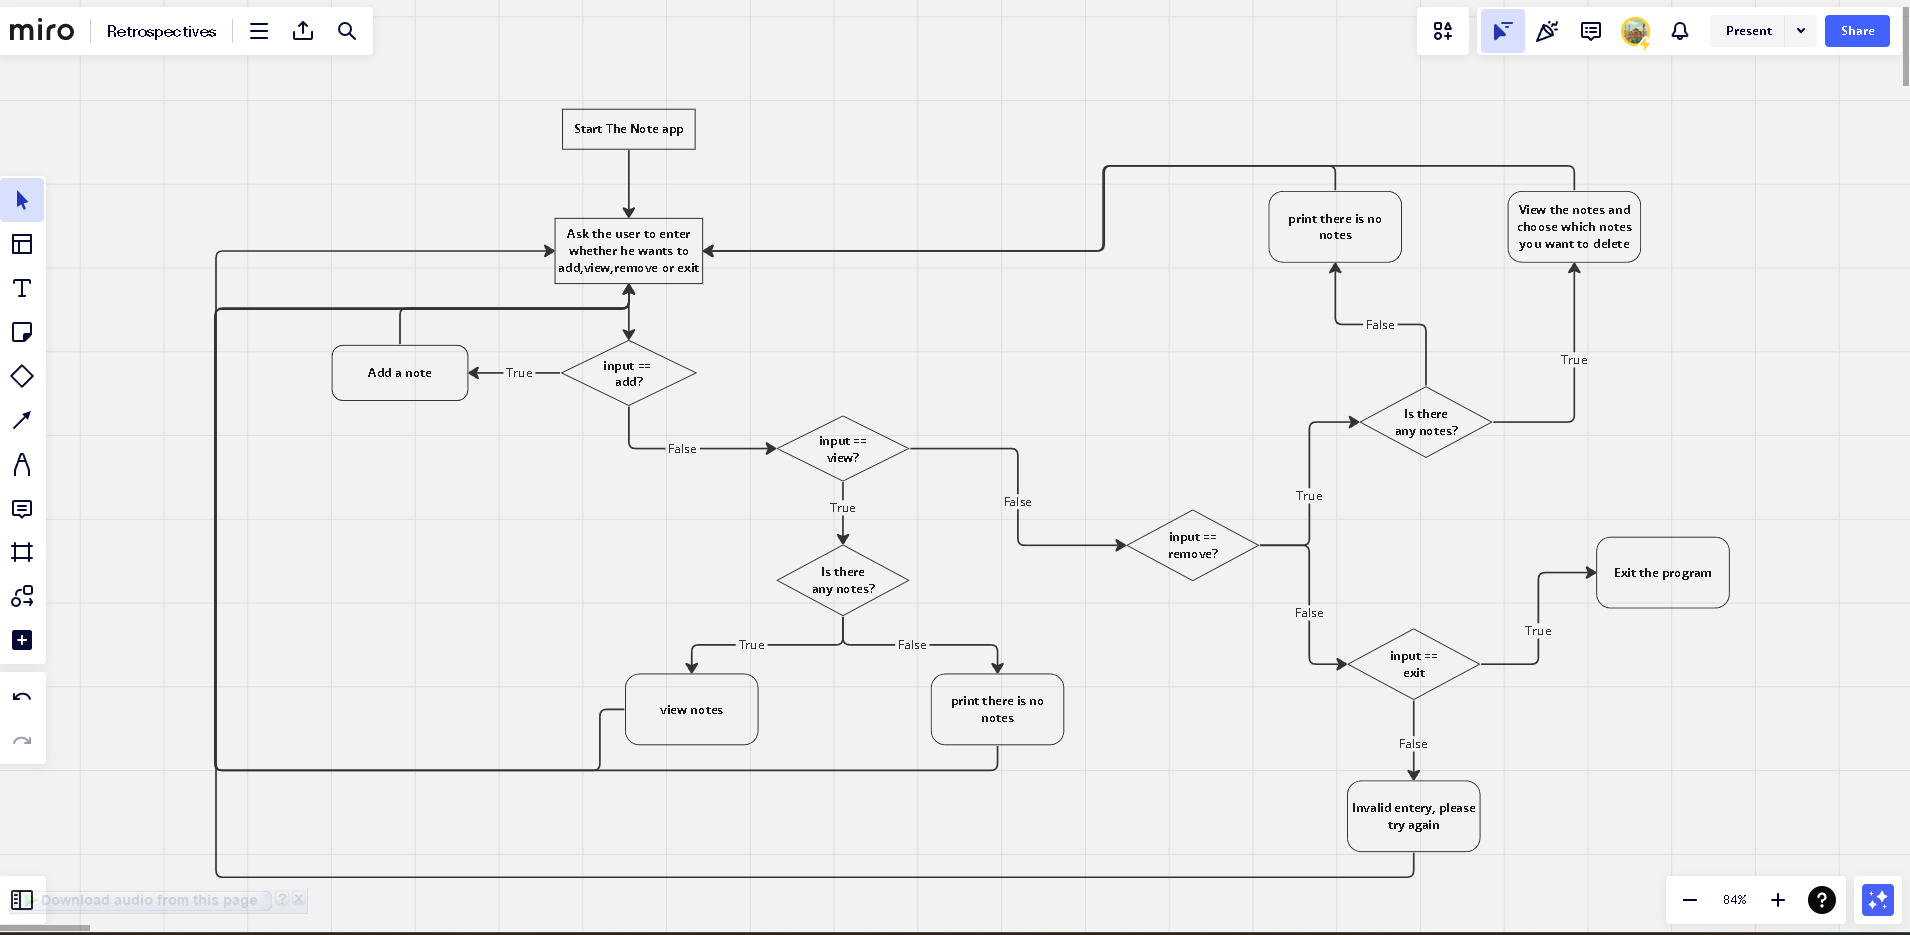 miro
Retrospectives
Present
Share
Start The Note app
Ask the user to enter
whether he wants to
add,view,remove or exit
print there is no
notes
View the notes and
choose which notes
you want to delete
False
True
Add a note
True
input ==
add?
Is there
any notes?
False
input ==
view?
False
True
True
input ==
remove?
Is there
any notes?
Exit the program
False
True
True
False
input ==
exit
view notes
print there is no
notes
False
Invalid entery, please
try again
Download audio from this page
? X
84%
?